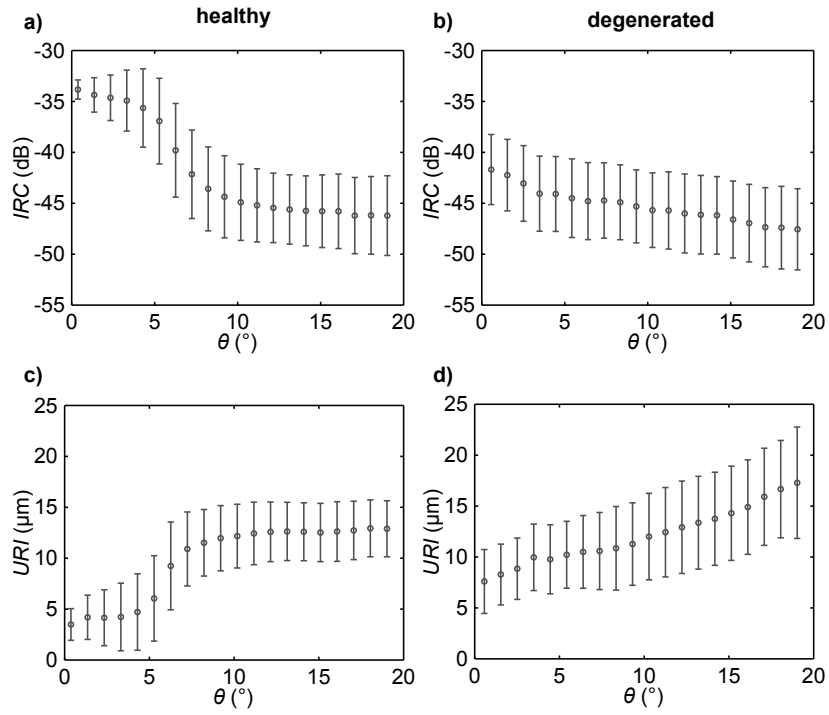 healthy
degenerated
a)
b)
-30
-35
-40
-45
-50
-55
IRC (dB)
0 5 10 15 20
θ (°)
-30
-35
-40
-45
-50
-55
IRC (dB)
0 5 10 15 20
θ (°)
c)
d)
25
20
15
10
5
0
URI (µm)
0 5 10 15 20
θ (°)
25
20
15
10
5
0
URI (µm)
0 5 10 15 20
θ (°)